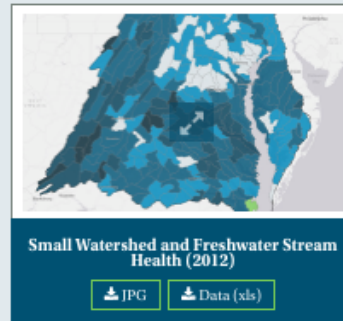 Small Watershed and Freshwater Stream
Health (2012)
JPG
Data (xls)